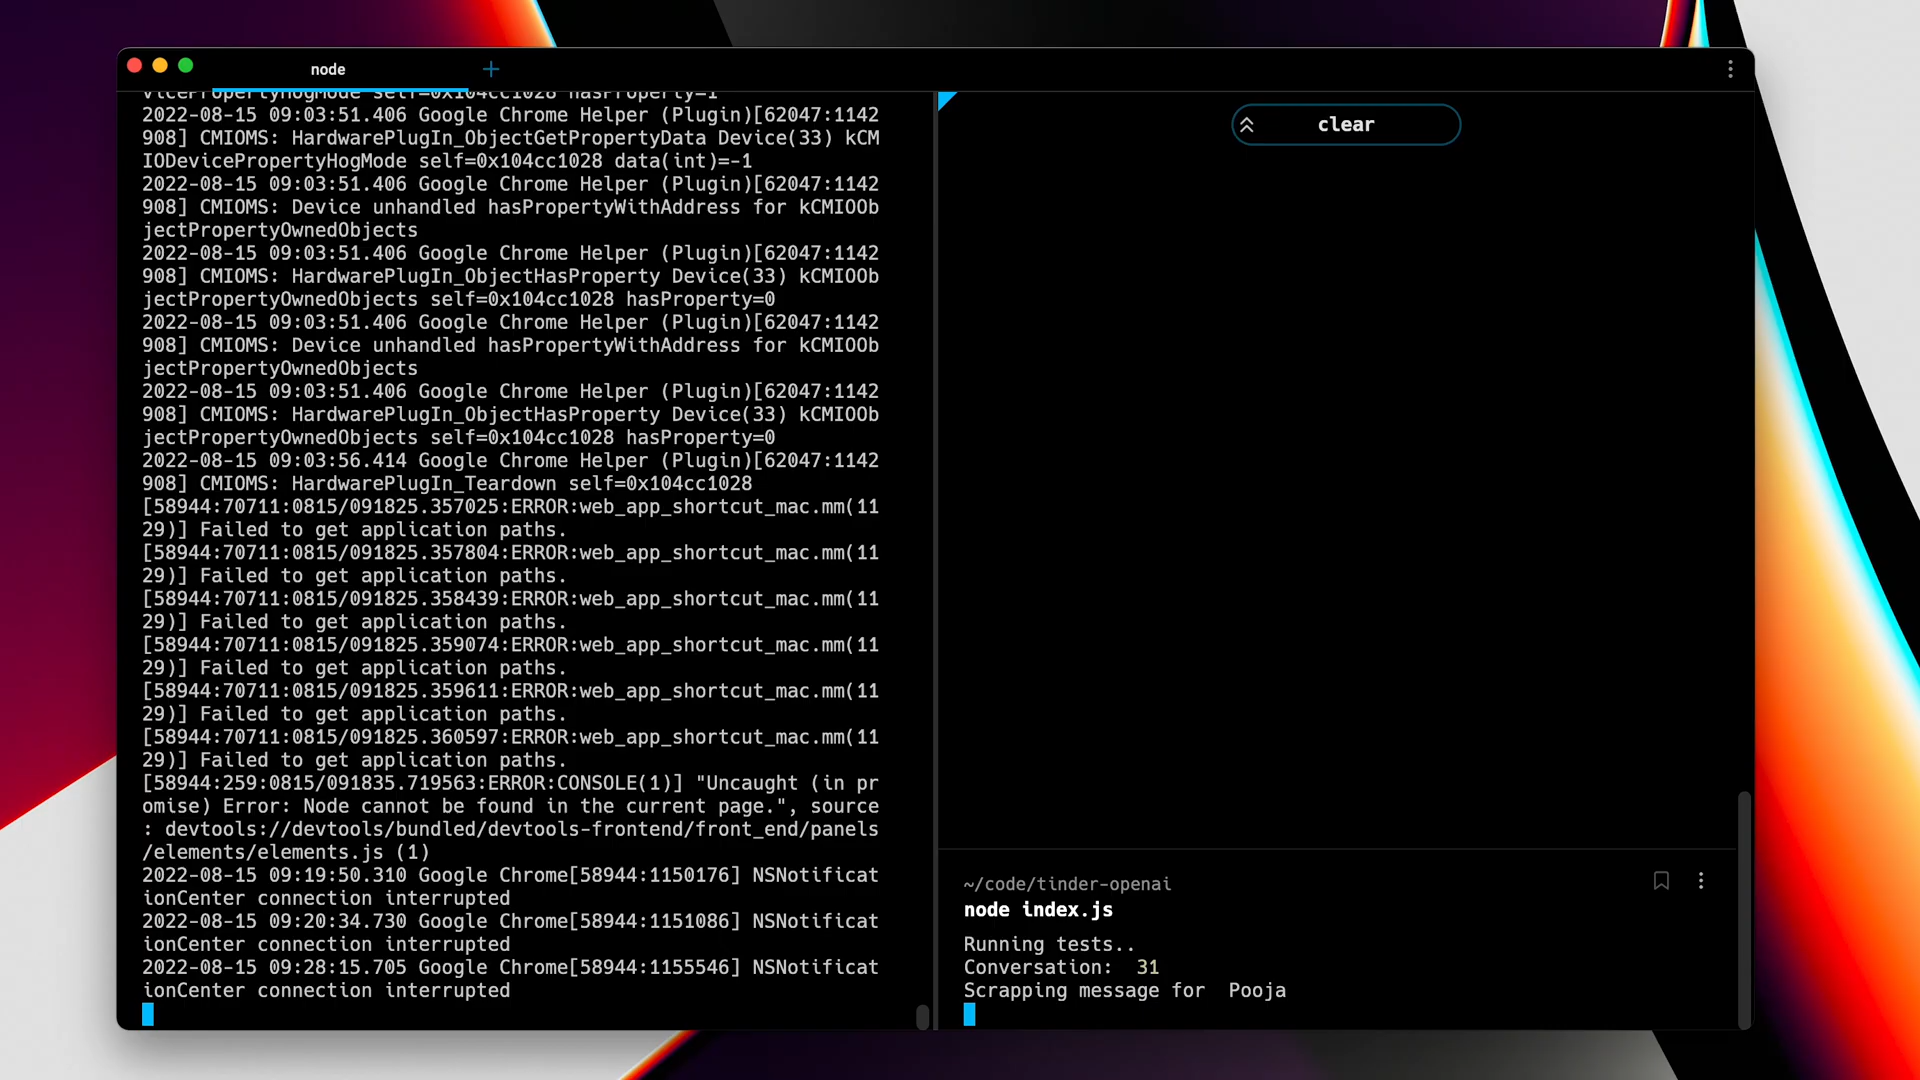 node
vicePropertyHogMode self=0x104cc1028 hasProperty=1
2022-08-15 09:03:51.406 Google Chrome Helper (Plugin)[62047:1142
908] CMIOMS: HardwarePlugIn_ObjectGetPropertyData Device(33) kCM
IODevicePropertyHogMode self=0x104cc1028 data(int)=-1
2022-08-15 09:03:51.406 Google Chrome Helper (Plugin)[62047:1142
908] CMIOMS: Device unhandled hasPropertyWithAddress for kCMIOOb
jectPropertyOwnedObjects
2022-08-15 09:03:51.406 Google Chrome Helper (Plugin)[62047:1142
908] CMIOMS: HardwarePlugIn_ObjectHasProperty Device(33) kCMIOOb
jectPropertyOwnedObjects self=0x104cc1028 hasProperty=0
2022-08-15 09:03:51.406 Google Chrome Helper (Plugin)[62047:1142
908] CMIOMS: Device unhandled hasPropertyWithAddress for kCMIOOb
jectPropertyOwnedObjects
2022-08-15 09:03:51.406 Google Chrome Helper (Plugin)[62047:1142
908] CMIOMS: HardwarePlugIn_ObjectHasProperty Device(33) kCMIOOb
jectPropertyOwnedObjects self=0x104cc1028 hasProperty=0
2022-08-15 09:03:56.414 Google Chrome Helper (Plugin)[62047:1142
908] CMIOMS: HardwarePlugIn_Teardown self=0x104cc1028
[58944:70711:0815/091825.357025:ERROR:web_app_shortcut_mac.mm(11
29)] Failed to get application paths.
[58944:70711:0815/091825.357804:ERROR:web_app_shortcut_mac.mm(11
29)] Failed to get application paths.
[58944:70711:0815/091825.358439:ERROR:web_app_shortcut_mac.mm(11
29)] Failed to get application paths.
[58944:70711:0815/091825.359074:ERROR:web_app_shortcut_mac.mm(11
29)] Failed to get application paths.
[58944:70711:0815/091825.359611:ERROR:web_app_shortcut_mac.mm(11
29)] Failed to get application paths.
[58944:70711:0815/091825.360597:ERROR:web_app_shortcut_mac.mm(11
29)] Failed to get application paths.
[58944:259:0815/091835.719563:ERROR:CONSOLE(1)] "Uncaught (in pr
omise) Error: Node cannot be found in the current page.", source
: devtools://devtools/bundled/devtools-frontend/front_end/panels
/elements/elements.js (1)
2022-08-15 09:19:50.310 Google Chrome[58944:1150176] NSNotificat
ionCenter connection interrupted
2022-08-15 09:20:34.730 Google Chrome[58944:1151086] NSNotificat
ionCenter connection interrupted
2022-08-15 09:28:15.705 Google Chrome[58944:1155546] NSNotificat
ionCenter connection interrupted
clear
~/code/tinder-openai
node index.js
Running tests..
Conversation:  31
Scrapping message for  Pooja